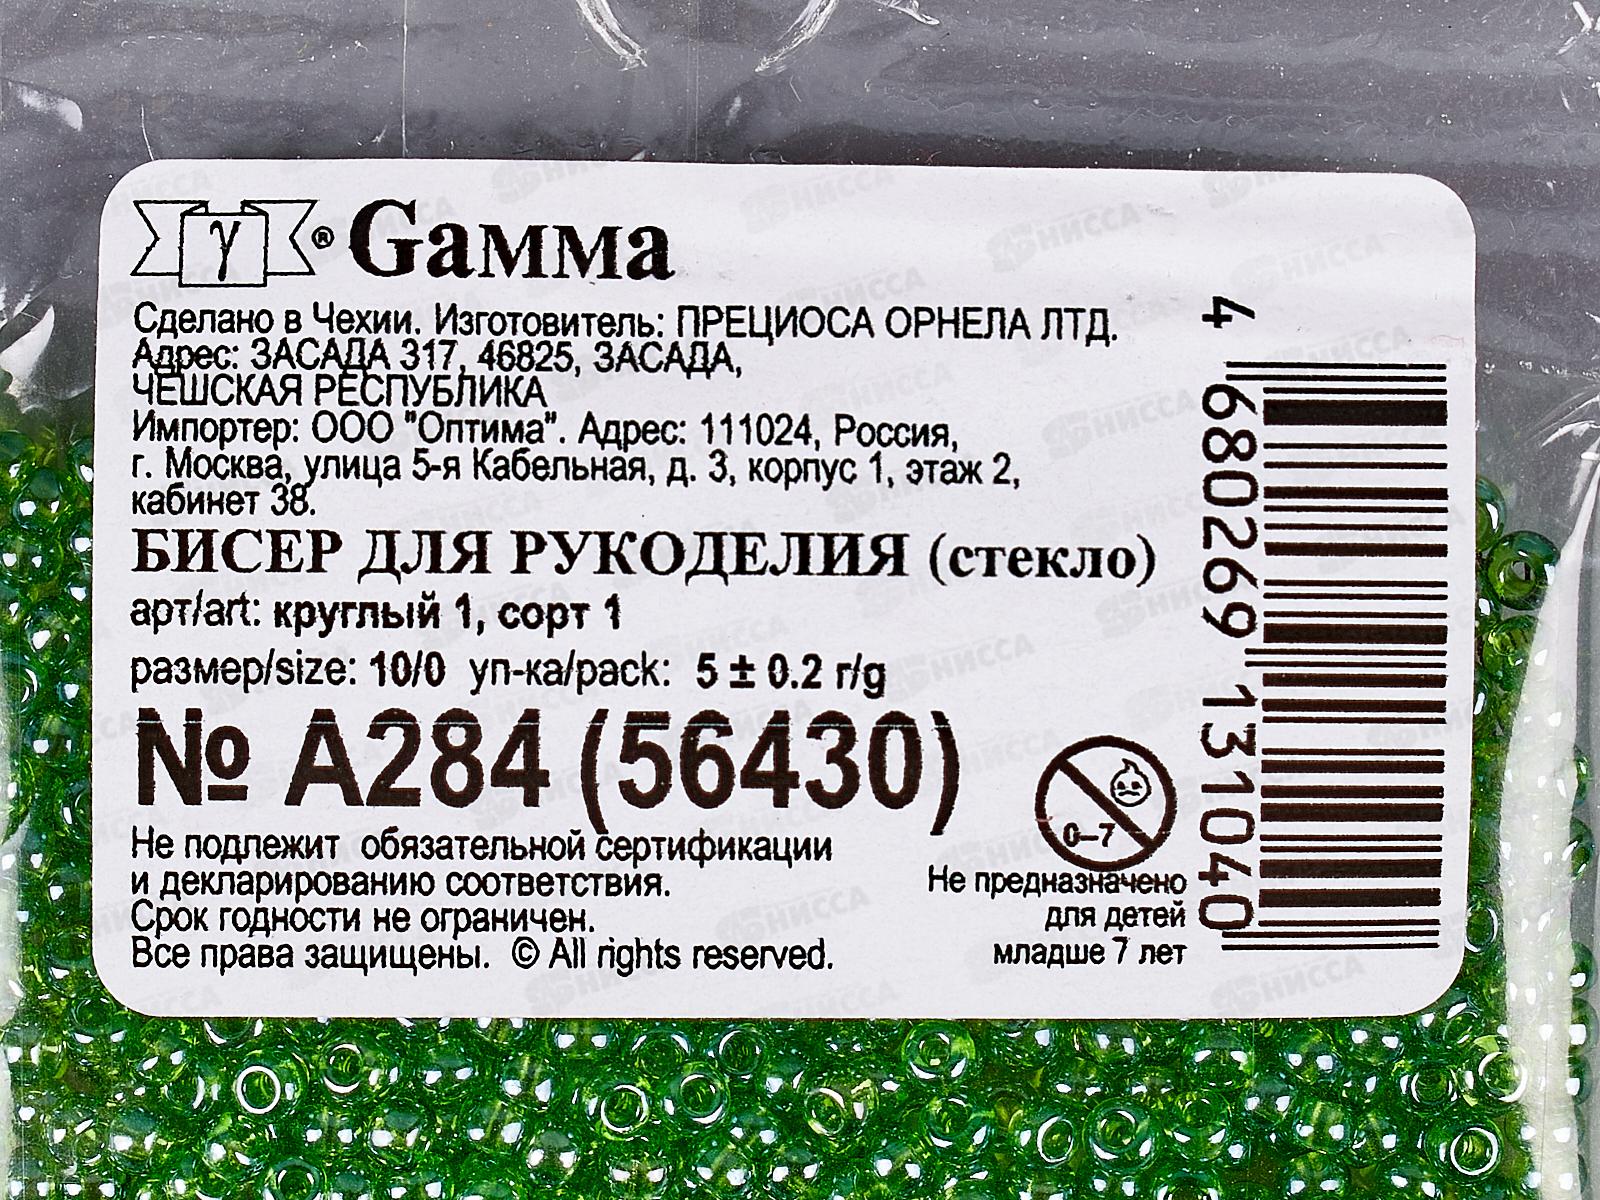 γ ® Gамма
Сделано в Чехии. Изготовитель: ПРЕЦИОСА ОРНЕЛА ЛТД.
Адрес: ЗАСАДА 317, 46825, ЗАСАДА,
ЧЕШСКАЯ РЕСПУБЛИКА
Импортер: ООО "Оптима". Адрес: 111024, Россия,
г. Москва, улица 5-я Кабельная, д. 3, корпус 1, этаж 2,
кабинет 38.
БИСЕР ДЛЯ РУКОДЕЛИЯ (стекло)
арт/art: круглый 1, сорт 1
размер/size: 10/0 уп-ка/pack: 5 ± 0.2 г/g
№ А284 (56430)
Не подлежит обязательной сертификации
и декларированию соответствия.
Срок годности не ограничен.
Все права защищены. © All rights reserved.
0–7
Не предназначено
для детей
младше 7 лет
4 680269 131040
НИССА